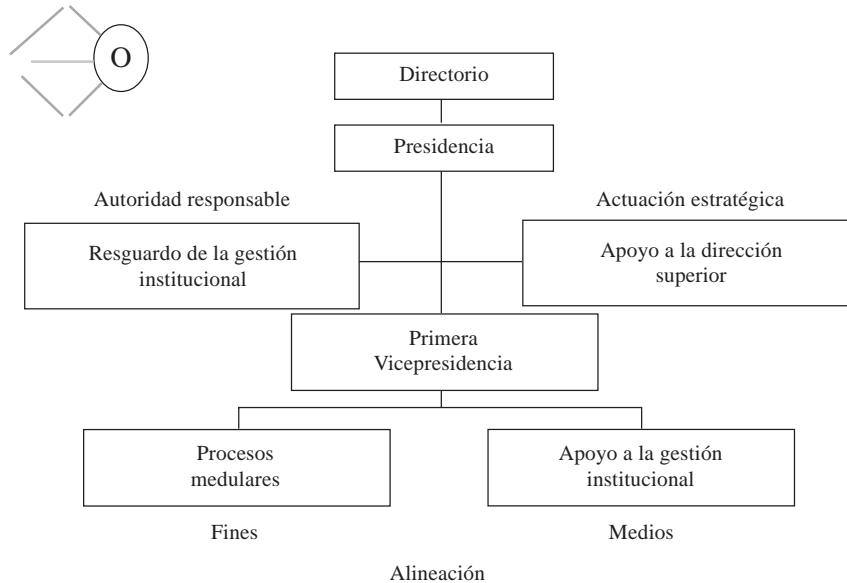 O
Directorio
Presidencia
Autoridad responsable
Actuación estratégica
Resguardo de la gestión
institucional
Apoyo a la dirección
superior
Primera
Vicepresidencia
Procesos
medulares
Apoyo a la gestión
institucional
Fines
Medios
Alineación